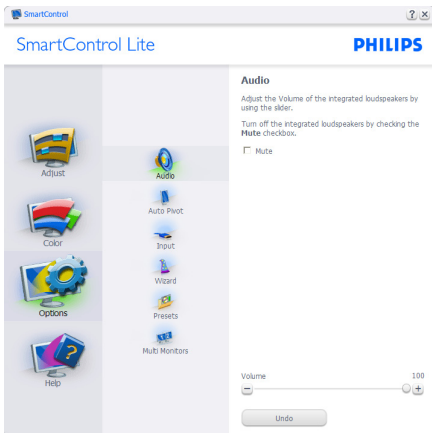 SmartControl
SmartControl Lite
PHILIPS
Adjust
Color
Options
Help
Audio
Auto Pivot
Input
Wizard
Presets
Multi Monitors
Audio
Adjust the Volume of the integrated loudspeakers by
using the slider.
Turn off the integrated loudspeakers by checking the
Mute checkbox.
Mute
Volume 100
Undo